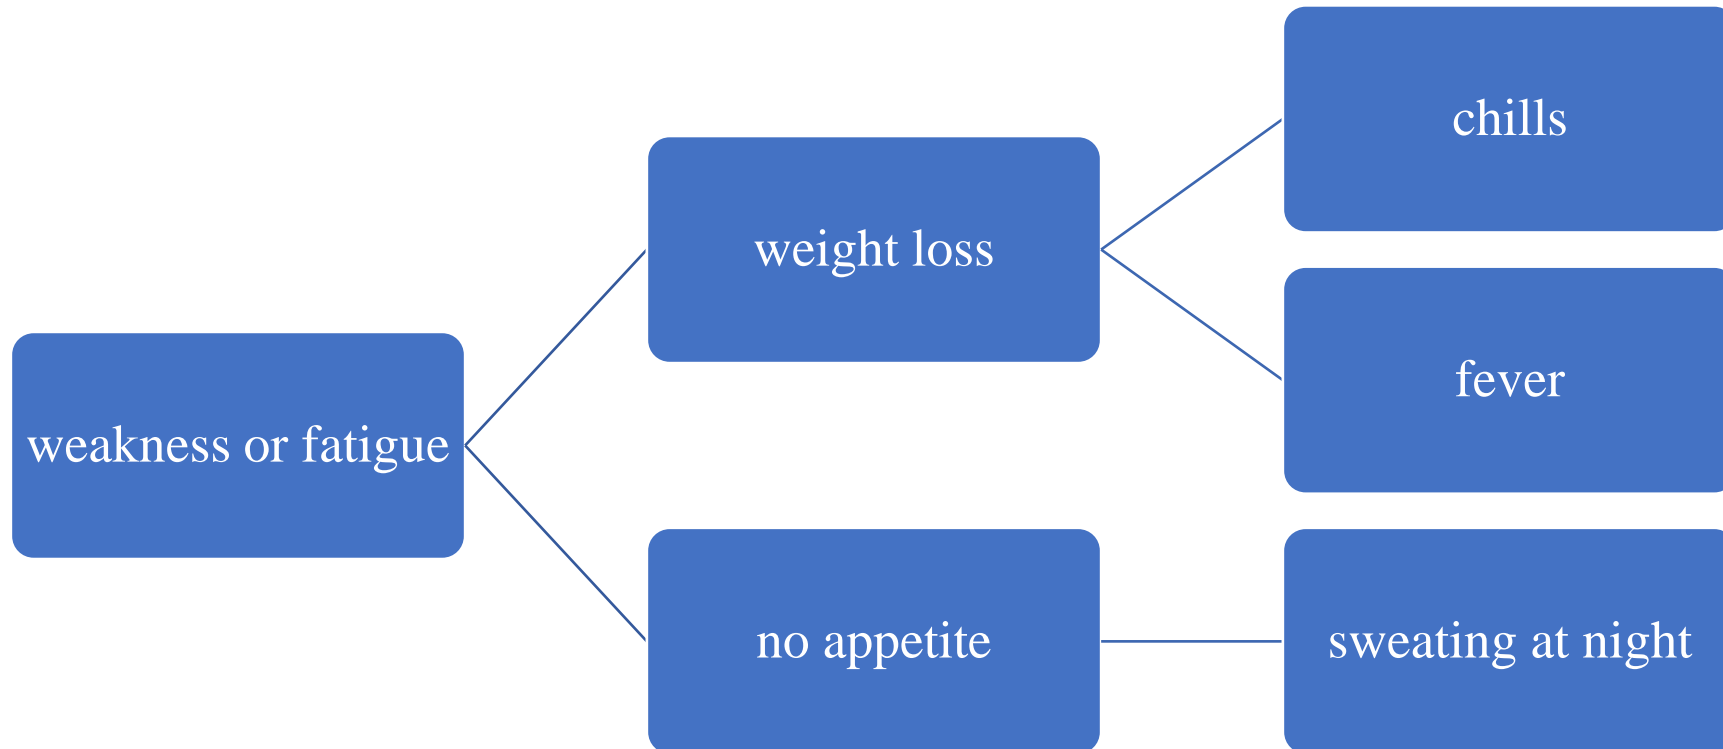 weakness or fatigue
weight loss
chills
fever
no appetite
sweating at night